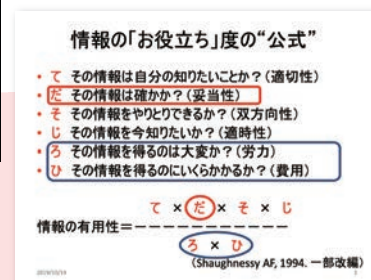 情報の「お役立ち」度の“公式”
• て その情報は自分の知りたいことか？(適切性)
• だ その情報は確かか？(妥当性)
• そ その情報をやりとりできるか？(双方向性)
• じ その情報を今知りたいか？(適時性)
• ろ その情報を得るのは大変か？(労力)
• ひ その情報を得るのにいくらかかるか？(費用)
て × だ × そ × じ
情報の有用性＝－－－－－－－－－－－
ろ × ひ
(Shaughnessy AF, 1994. 一部改編)
2019/10/19 3